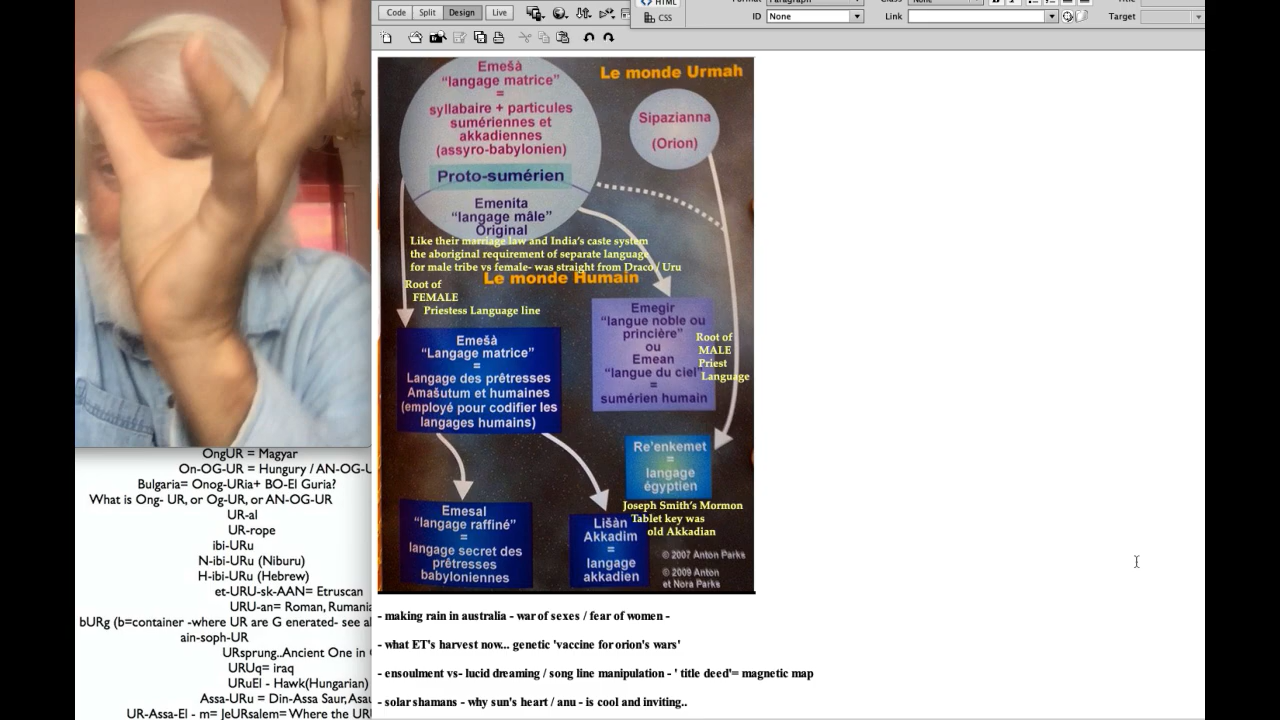 Code
Split
Design
Live
HTML
CSS
Format
Paragraph
Class
None
ID
None
Link
Title
Target
Le monde Urmah
Emešà
“langage matrice”
=
syllabaire + particules
sumériennes et
akkadiennes
(assyro-babylonien)
Proto-sumérien
Emenita
“langage mâle”
Original
Sipazianna
(Orion)
Like their marriage law and India's caste system
the aboriginal requirement of separate language
for male tribe vs female- was straight from Draco / Uru
Le monde Humain
Root of
FEMALE
Priestess Language line
Emešà
“Langage matrice”
=
Langage des prêtresses
Amašutum et humaines
(employé pour codifier les
langages humains)
Emegir
“langue noble ou
princière”
ou
Emean
“langue du ciel”
=
sumérien humain
Root of
MALE
Priest
Language
Re'enkemet
=
langage
égyptien
Joseph Smith's Mormon
Tablet key was
old Akkadian
Emesal
“langage raffiné”
=
langage secret des
prêtresses
babyloniennes
Lišàn
Akkadim
=
langage
akkadien
© 2007 Anton Parks
© 2009 Anton
et Nora Parks
OngUR = Magyar
On-OG-UR = Hungury / AN-OG-U
Bulgaria= Onog-URia+ BO-El Guria?
What is Ong- UR, or Og-UR, or AN-OG-UR
UR-al
UR-rope
ibi-URu
N-ibi-URu (Niburu)
H-ibi-URu (Hebrew)
et-URU-sk-AAN= Etruscan
URU-an= Roman, Rumania
bURg (b=container -where UR are G enerated- see al
ain-soph-UR
URsprung..Ancient One in
URUq= iraq
URuEl - Hawk(Hungarian)
Assa-URu = Din-Assa Saur, Asau
UR-Assa-El - m= JeURsalem= Where the UR
- making rain in australia - war of sexes / fear of women -
- what ET's harvest now... genetic 'vaccine for orion's wars'
- ensoulment vs- lucid dreaming / song line manipulation - ' title deed'= magnetic map
- solar shamans - why sun's heart / anu - is cool and inviting..